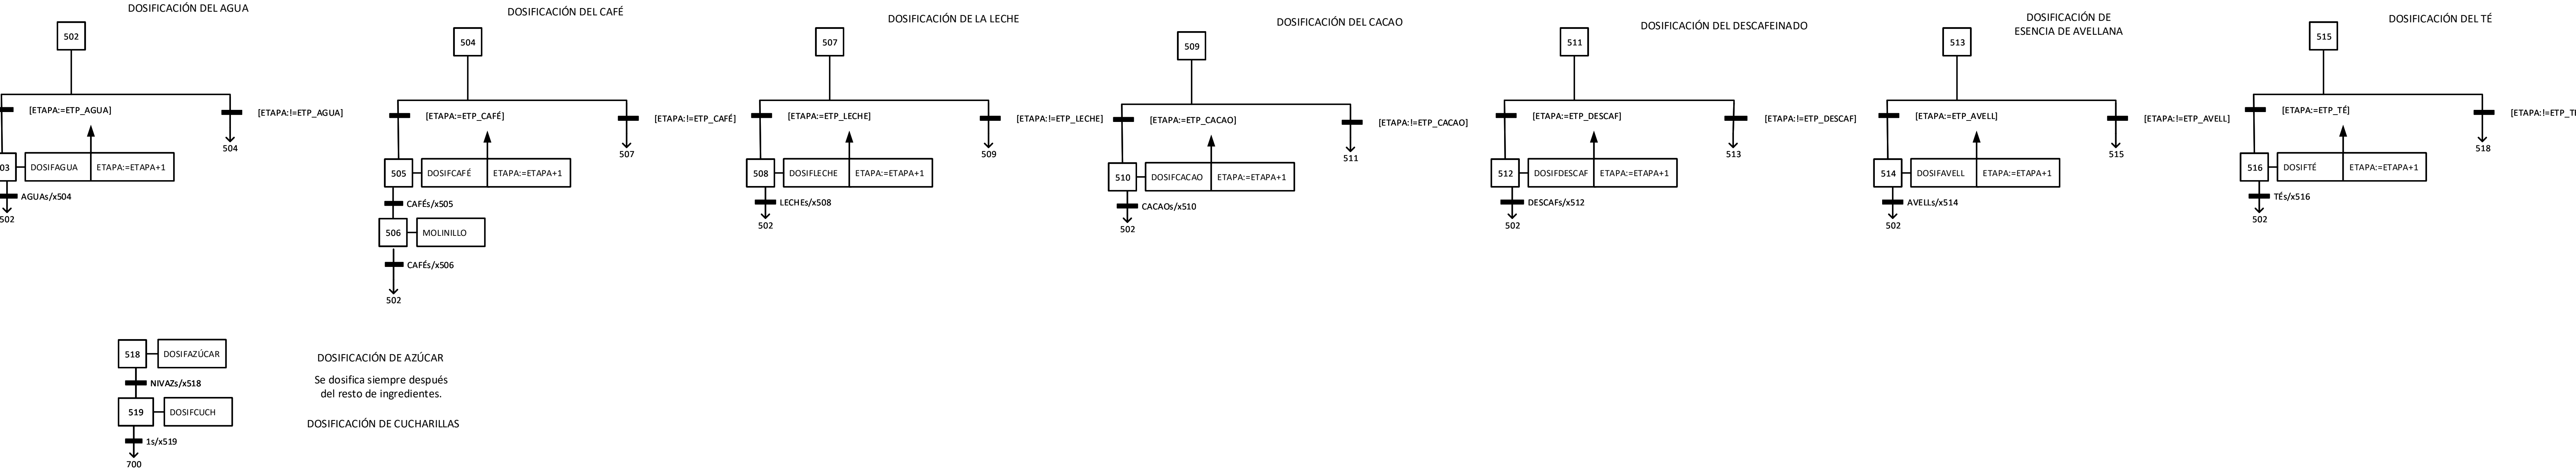 DOSIFICACIÓN DEL AGUA
502
[ETAPA:=ETP_AGUA]
[ETAPA:!=ETP_AGUA]
504
03
DOSIFAGUA
ETAPA:=ETAPA+1
AGUAs/x504
502
DOSIFICACIÓN DEL CAFÉ
504
[ETAPA:=ETP_CAFÉ]
[ETAPA:!=ETP_CAFÉ]
507
505
DOSIFCAFÉ
ETAPA:=ETAPA+1
CAFÉs/x505
506
MOLINILLO
CAFÉs/x506
502
DOSIFICACIÓN DE LA LECHE
507
[ETAPA:=ETP_LECHE]
[ETAPA:!=ETP_LECHE]
509
508
DOSIFLECHE
ETAPA:=ETAPA+1
LECHEs/x508
502
DOSIFICACIÓN DEL CACAO
509
[ETAPA:=ETP_CACAO]
[ETAPA:!=ETP_CACAO]
511
510
DOSIFCACAO
ETAPA:=ETAPA+1
CACAOs/x510
502
DOSIFICACIÓN DEL DESCAFEINADO
511
[ETAPA:=ETP_DESCAF]
[ETAPA:!=ETP_DESCAF]
513
512
DOSIFDESCAF
ETAPA:=ETAPA+1
DESCAFs/x512
502
DOSIFICACIÓN DE
ESENCIA DE AVELLANA
513
[ETAPA:=ETP_AVELL]
[ETAPA:!=ETP_AVELL]
515
514
DOSIFAVELL
ETAPA:=ETAPA+1
AVELLs/x514
502
DOSIFICACIÓN DEL TÉ
515
[ETAPA:=ETP_TÉ]
[ETAPA:!=ETP_TÉ
518
516
DOSIFTÉ
ETAPA:=ETAPA+1
TÉs/x516
502
518
DOSIFAZÚCAR
NIVAZs/x518
519
DOSIFCUCH
1s/x519
700
DOSIFICACIÓN DE AZÚCAR
Se dosifica siempre después
del resto de ingredientes.
DOSIFICACIÓN DE CUCHARILLAS